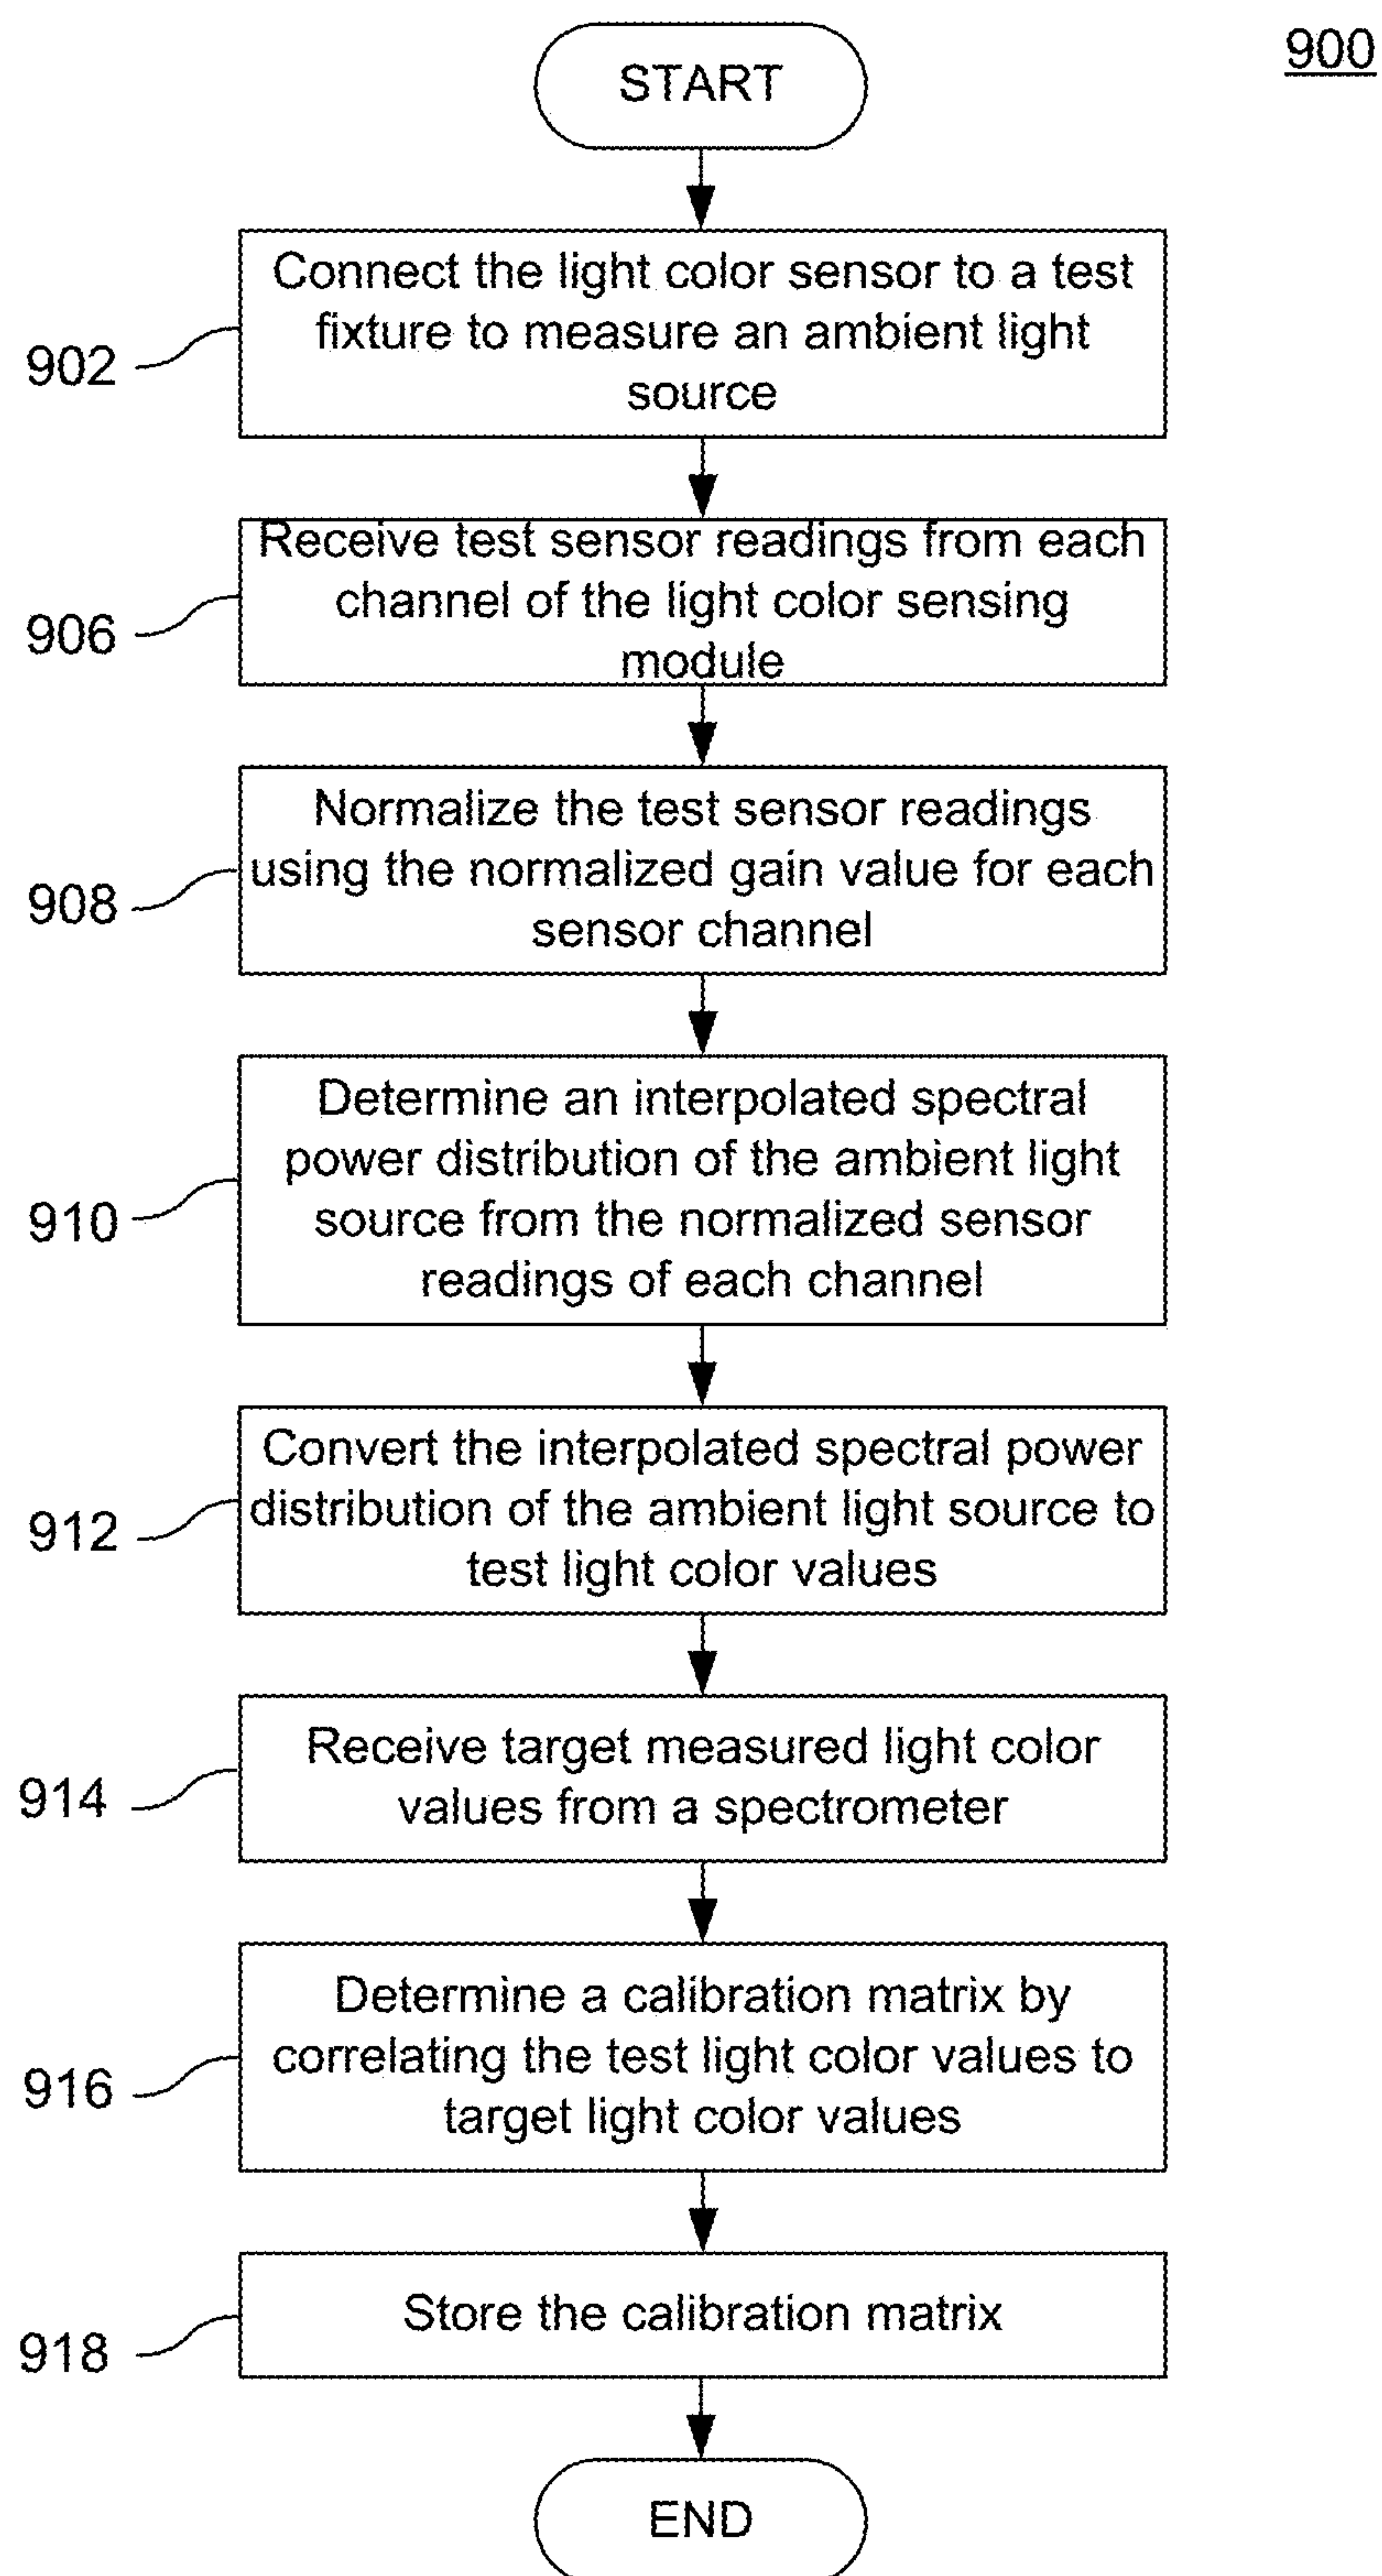 900
START
Connect the light color sensor to a test
fixture to measure an ambient light
source
902
Receive test sensor readings from each
channel of the light color sensing
module
906
Normalize the test sensor readings
using the normalized gain value for each
sensor channel
908
Determine an interpolated spectral
power distribution of the ambient light
source from the normalized sensor
readings of each channel
910
Convert the interpolated spectral power
distribution of the ambient light source to
test light color values
912
Receive target measured light color
values from a spectrometer
914
Determine a calibration matrix by
correlating the test light color values to
target light color values
916
Store the calibration matrix
918
END